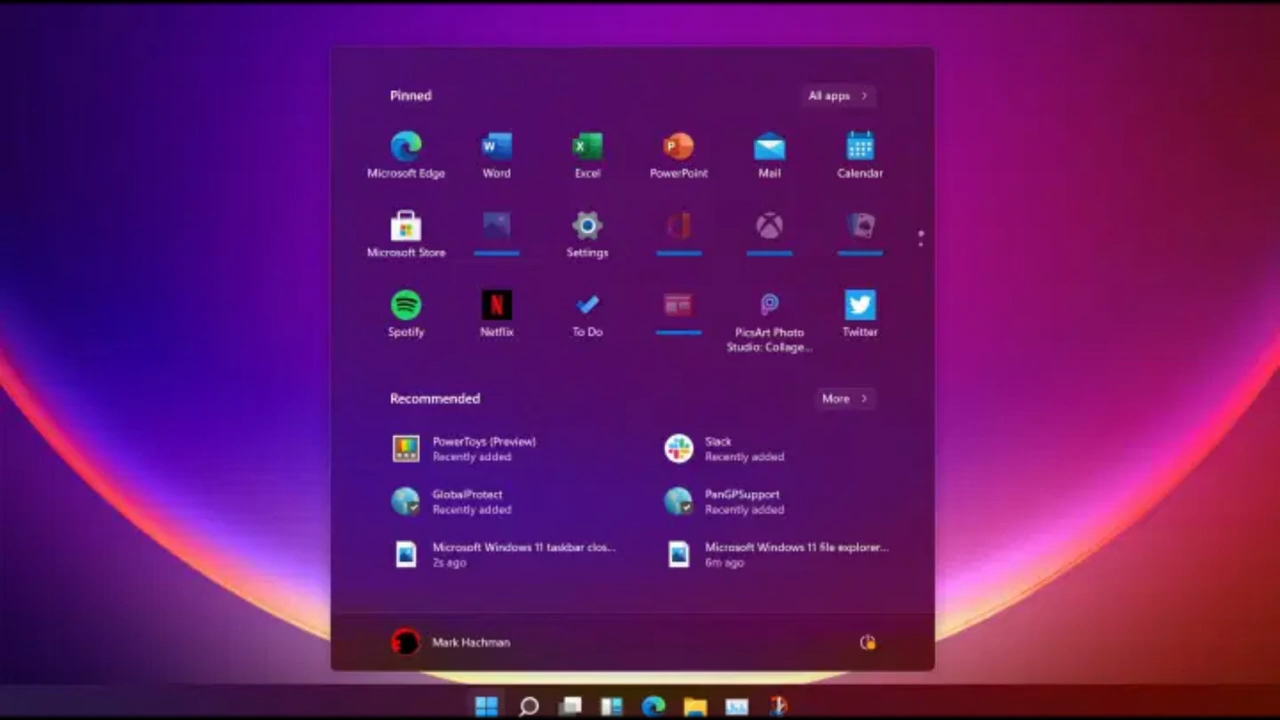 Pinned
All apps
Microsoft Edge
Word
Excel
PowerPoint
Mail
Calendar
Microsoft Store
Settings
Spotify
Netflix
To Do
PicsArt Photo
Studio: Collage...
Twitter
Recommended
More
PowerToys (Preview)
Recently added
Slack
Recently added
GlobalProtect
Recently added
PanGPSupport
Recently added
Microsoft Windows 11 taskbar clos...
2s ago
Microsoft Windows 11 file explorer...
6m ago
Mark Hachman